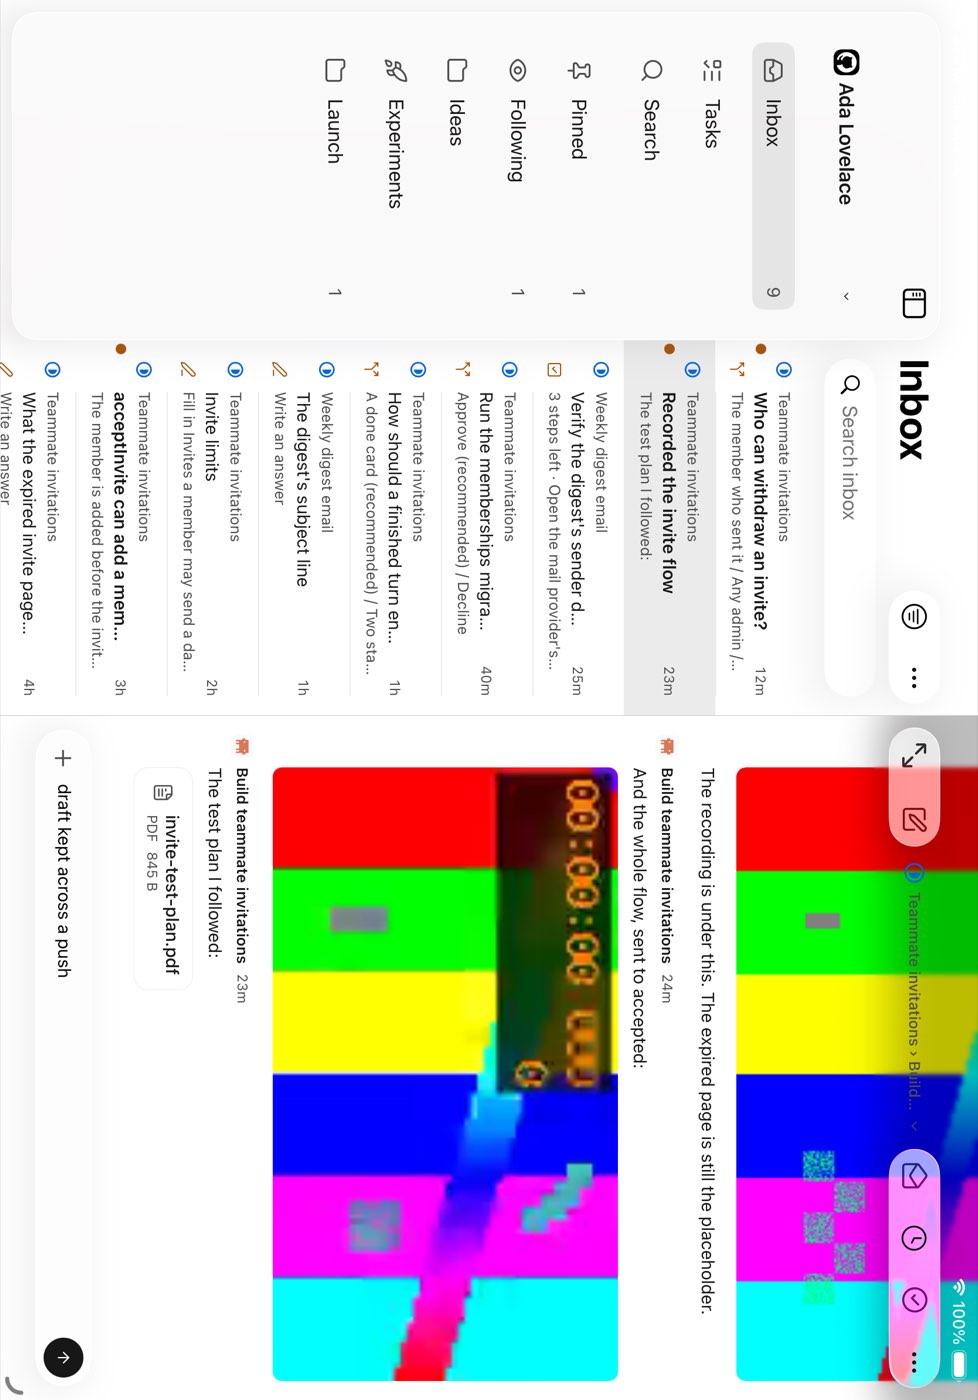 100%
Ada Lovelace
Inbox 9
Tasks
Search
Pinned 1
Following 1
Ideas
Experiments
Launch 1
Inbox
Search inbox
Teammate invitations
Who can withdraw an invite? 12m
The member who sent it / Any admin /...
Teammate invitations
Recorded the invite flow 23m
The test plan I followed:
Weekly digest email
Verify the digest's sender d... 25m
3 steps left · Open the mail provider's...
Teammate invitations
Run the memberships migra... 40m
Approve (recommended) / Decline
Teammate invitations
How should a finished turn en... 1h
A done card (recommended) / Two sta...
Weekly digest email
The digest's subject line 1h
Write an answer
Teammate invitations
Invite limits 2h
Fill in Invites a member may send a da...
Teammate invitations
acceptInvite can add a mem... 3h
The member is added before the invit...
Teammate invitations
What the expired invite page... 4h
Write an answer
Teammate invitations › Build...
The recording is under this. The expired page is still the placeholder.
Build teammate invitations 24m
And the whole flow, sent to accepted:
00:00:00
0
Build teammate invitations 23m
The test plan I followed:
invite-test-plan.pdf
PDF 845 B
draft kept across a push